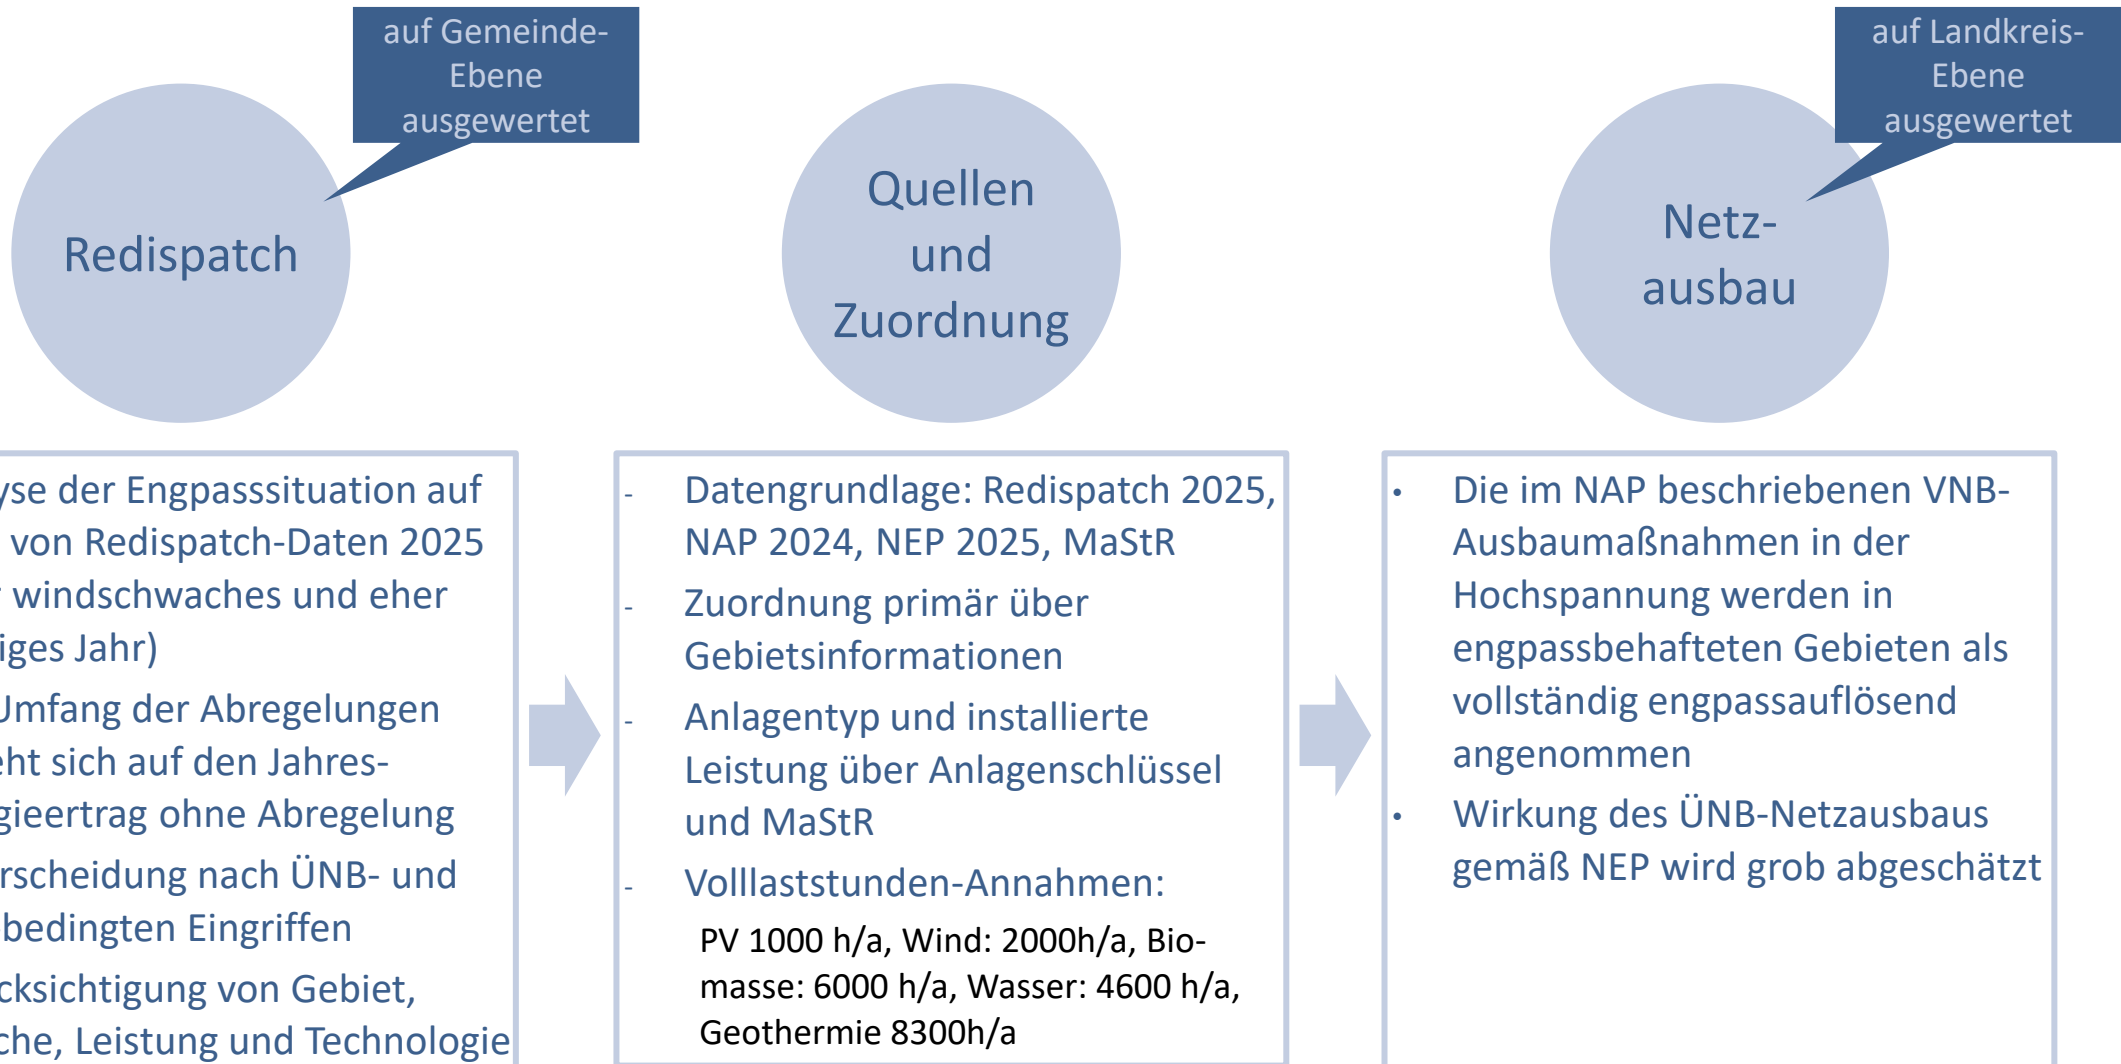 auf Gemeinde-
Ebene
ausgewertet
Redispatch
yse der Engpasssituation auf
von Redispatch-Daten 2025
windschwaches und eher
iges Jahr)
Umfang der Abregelungen
eht sich auf den Jahres-
gieertrag ohne Abregelung
rscheidung nach ÜNB- und
bedingten Eingriffen
cksichtigung von Gebiet,
che, Leistung und Technologie
Quellen
und
Zuordnung
- Datengrundlage: Redispatch 2025,
NAP 2024, NEP 2025, MaStR
- Zuordnung primär über
Gebietsinformationen
- Anlagentyp und installierte
Leistung über Anlagenschlüssel
und MaStR
- Volllaststunden-Annahmen:
PV 1000 h/a, Wind: 2000h/a, Bio-
masse: 6000 h/a, Wasser: 4600 h/a,
Geothermie 8300h/a
auf Landkreis-
Ebene
ausgewertet
Netz-
ausbau
• Die im NAP beschriebenen VNB-
Ausbaumaßnahmen in der
Hochspannung werden in
engpassbehafteten Gebieten als
vollständig engpassauflösend
angenommen
• Wirkung des ÜNB-Netzausbaus
gemäß NEP wird grob abgeschätzt